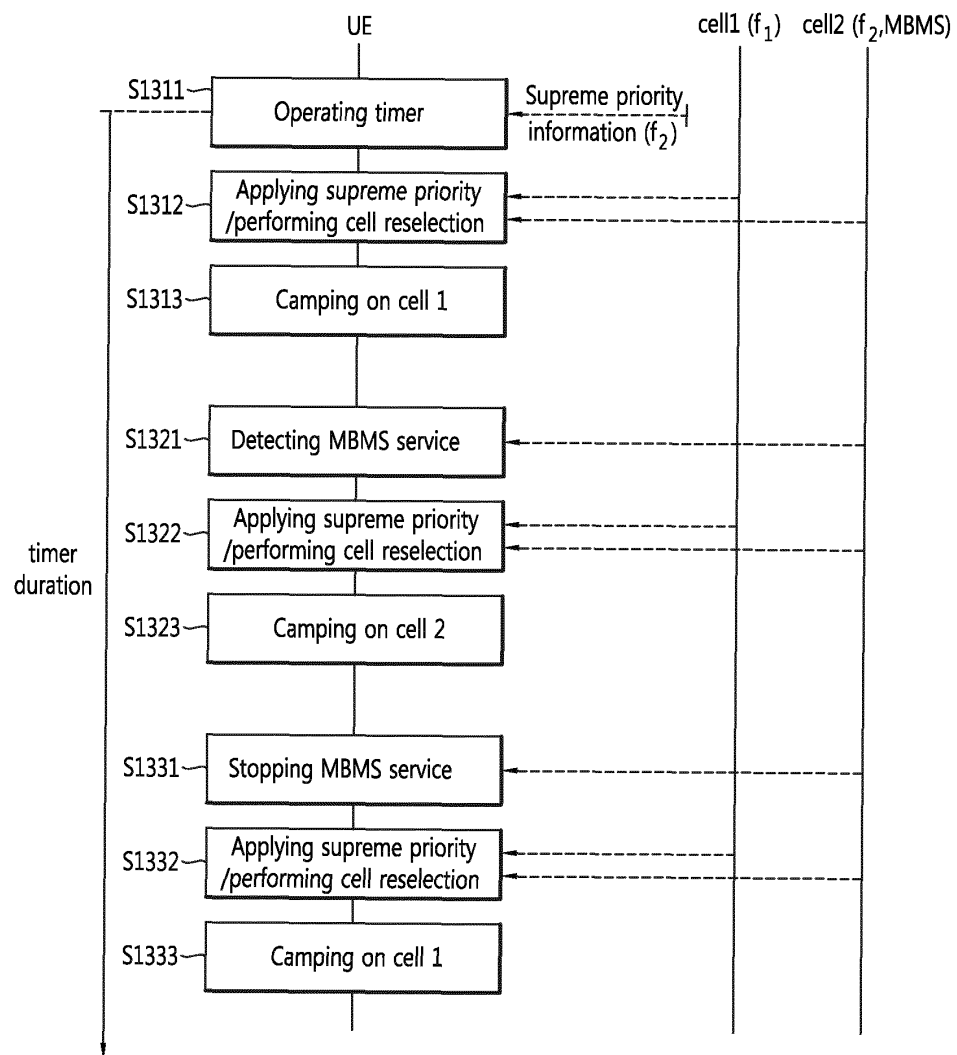 UE
cell1 (f1)
cell2 (f2,MBMS)
S1311
Operating timer
Supreme priority
information (f2)
S1312
Applying supreme priority
/performing cell reselection
S1313
Camping on cell 1
S1321
Detecting MBMS service
S1322
Applying supreme priority
/performing cell reselection
timer
duration
S1323
Camping on cell 2
S1331
Stopping MBMS service
S1332
Applying supreme priority
/performing cell reselection
S1333
Camping on cell 1